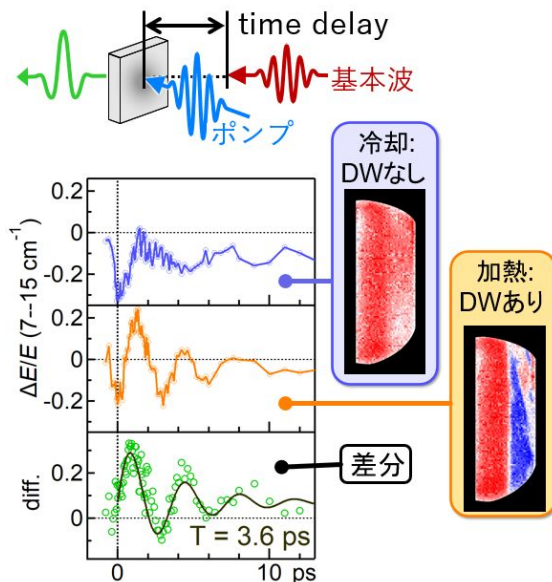 time delay
基本波
ポンプ
冷却:
DWなし
加熱:
DWあり
ΔE/E (7--15 cm⁻¹)
0.2
0
-0.2
0.2
0
-0.2
diff.
0.2
0
差分
T = 3.6 ps
0
10 ps